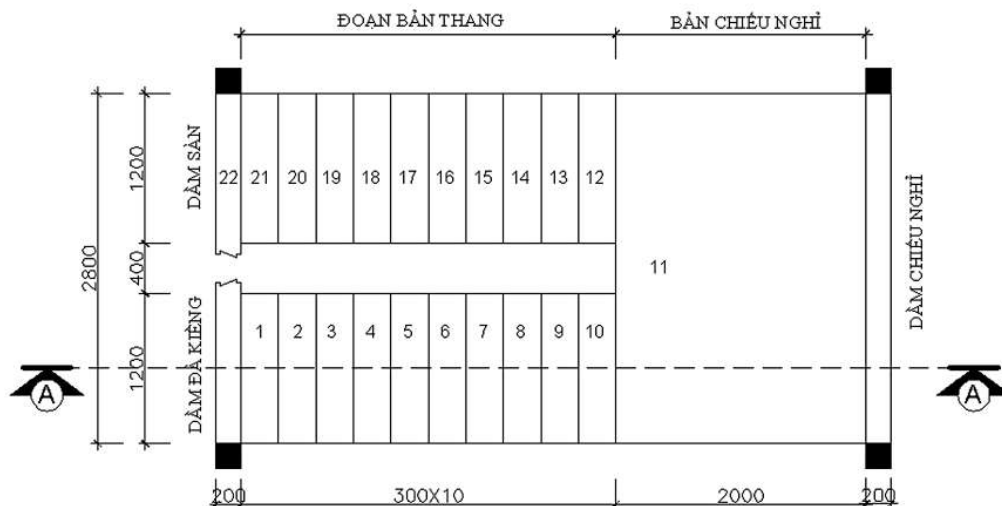 ĐOẠN BẢN THANG
BẢN CHIẾU NGHỈ
DẦM SÀN
22 21 20 19 18 17 16 15 14 13 12
1200
2800
400
11
DẦM CHIẾU NGHỈ
DẦM ĐÀ KIỀNG
1 2 3 4 5 6 7 8 9 10
1200
A
A
200 300X10 2000 200